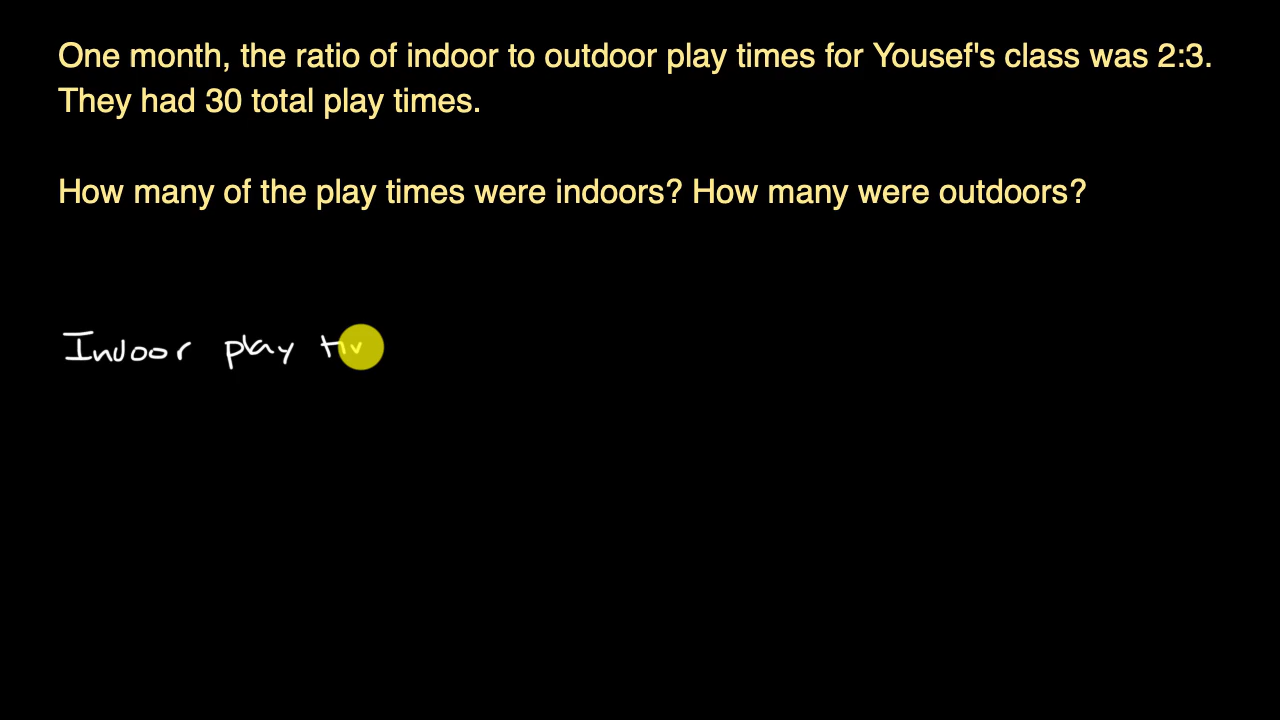 One month, the ratio of indoor to outdoor play times for Yousef's class was 2:3.
They had 30 total play times.
How many of the play times were indoors? How many were outdoors?
Indoor play